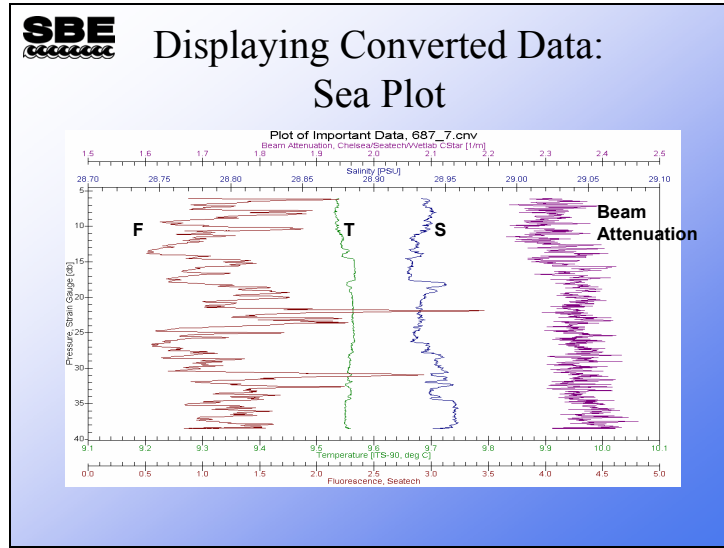 SBE
Displaying Converted Data:
Sea Plot
Plot of Important Data, 687_7.cnv
Beam Attenuation, Chelsea/Seatech/Wetlab CStar [1/m]
1.5 1.6 1.7 1.8 1.9 2.0 2.1 2.2 2.3 2.4 2.5
Salinity [PSU]
28.70 28.75 28.80 28.85 28.90 28.95 29.00 29.05 29.10
5
10
15
20
25
30
35
40
Pressure, Strain Gauge [db]
F T S Beam
Attenuation
9.1 9.2 9.3 9.4 9.5 9.6 9.7 9.8 9.9 10.0 10.1
Temperature [ITS-90, deg C]
0.0 0.5 1.0 1.5 2.0 2.5 3.0 3.5 4.0 4.5 5.0
Fluorescence, Seatech